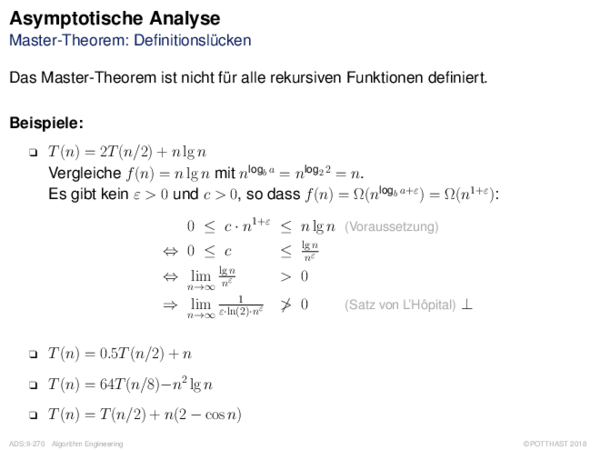 Asymptotische Analyse
Master-Theorem: Definitionslücken
Das Master-Theorem ist nicht für alle rekursiven Funktionen definiert.
Beispiele:
❑ T(n) = 2T(n/2) + n lg n
Vergleiche f(n) = n lg n mit n^{log_b a} = n^{log_2 2} = n.
Es gibt kein ε > 0 und c > 0, so dass f(n) = Ω(n^{log_b a+ε}) = Ω(n^{1+ε}):
0 ≤ c · n^{1+ε} ≤ n lg n (Voraussetzung)
⇔ 0 ≤ c ≤ \frac{lg n}{n^ε}
⇔ lim_{n→∞} \frac{lg n}{n^ε} > 0
⇒ lim_{n→∞} \frac{1}{ε·ln(2)·n^ε} ≯ 0 (Satz von L'Hôpital) ⊥
❑ T(n) = 0.5T(n/2) + n
❑ T(n) = 64T(n/8)−n² lg n
❑ T(n) = T(n/2) + n(2 − cos n)
ADS:II-270 Algorithm Engineering ©POTTHAST 2018